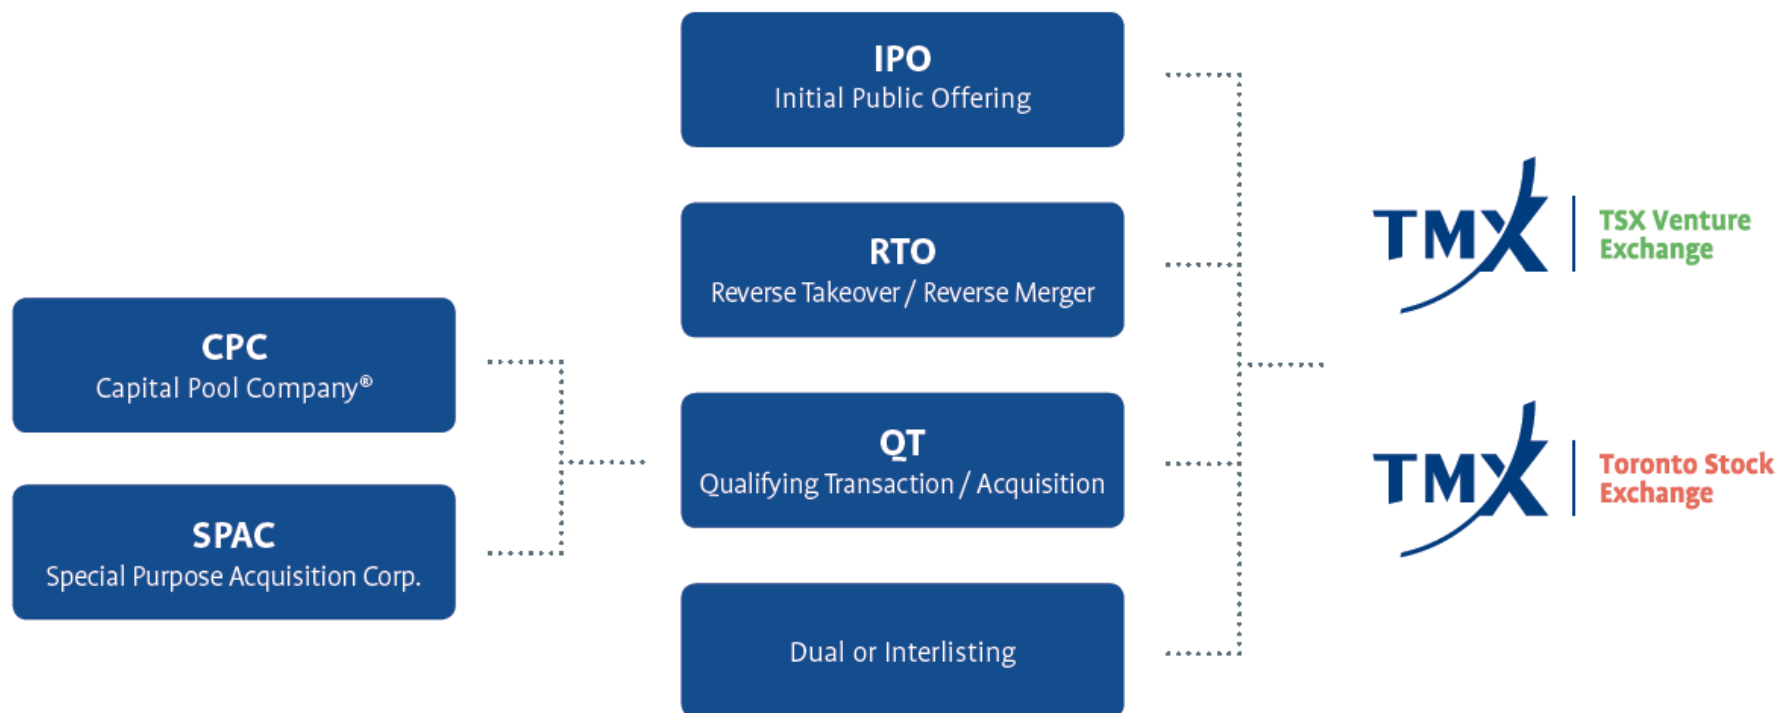 IPO
Initial Public Offering
RTO
Reverse Takeover / Reverse Merger
CPC
Capital Pool Company®
SPAC
Special Purpose Acquisition Corp.
QT
Qualifying Transaction / Acquisition
Dual or Interlisting
TMX
TSX Venture
Exchange
TMX
Toronto Stock
Exchange